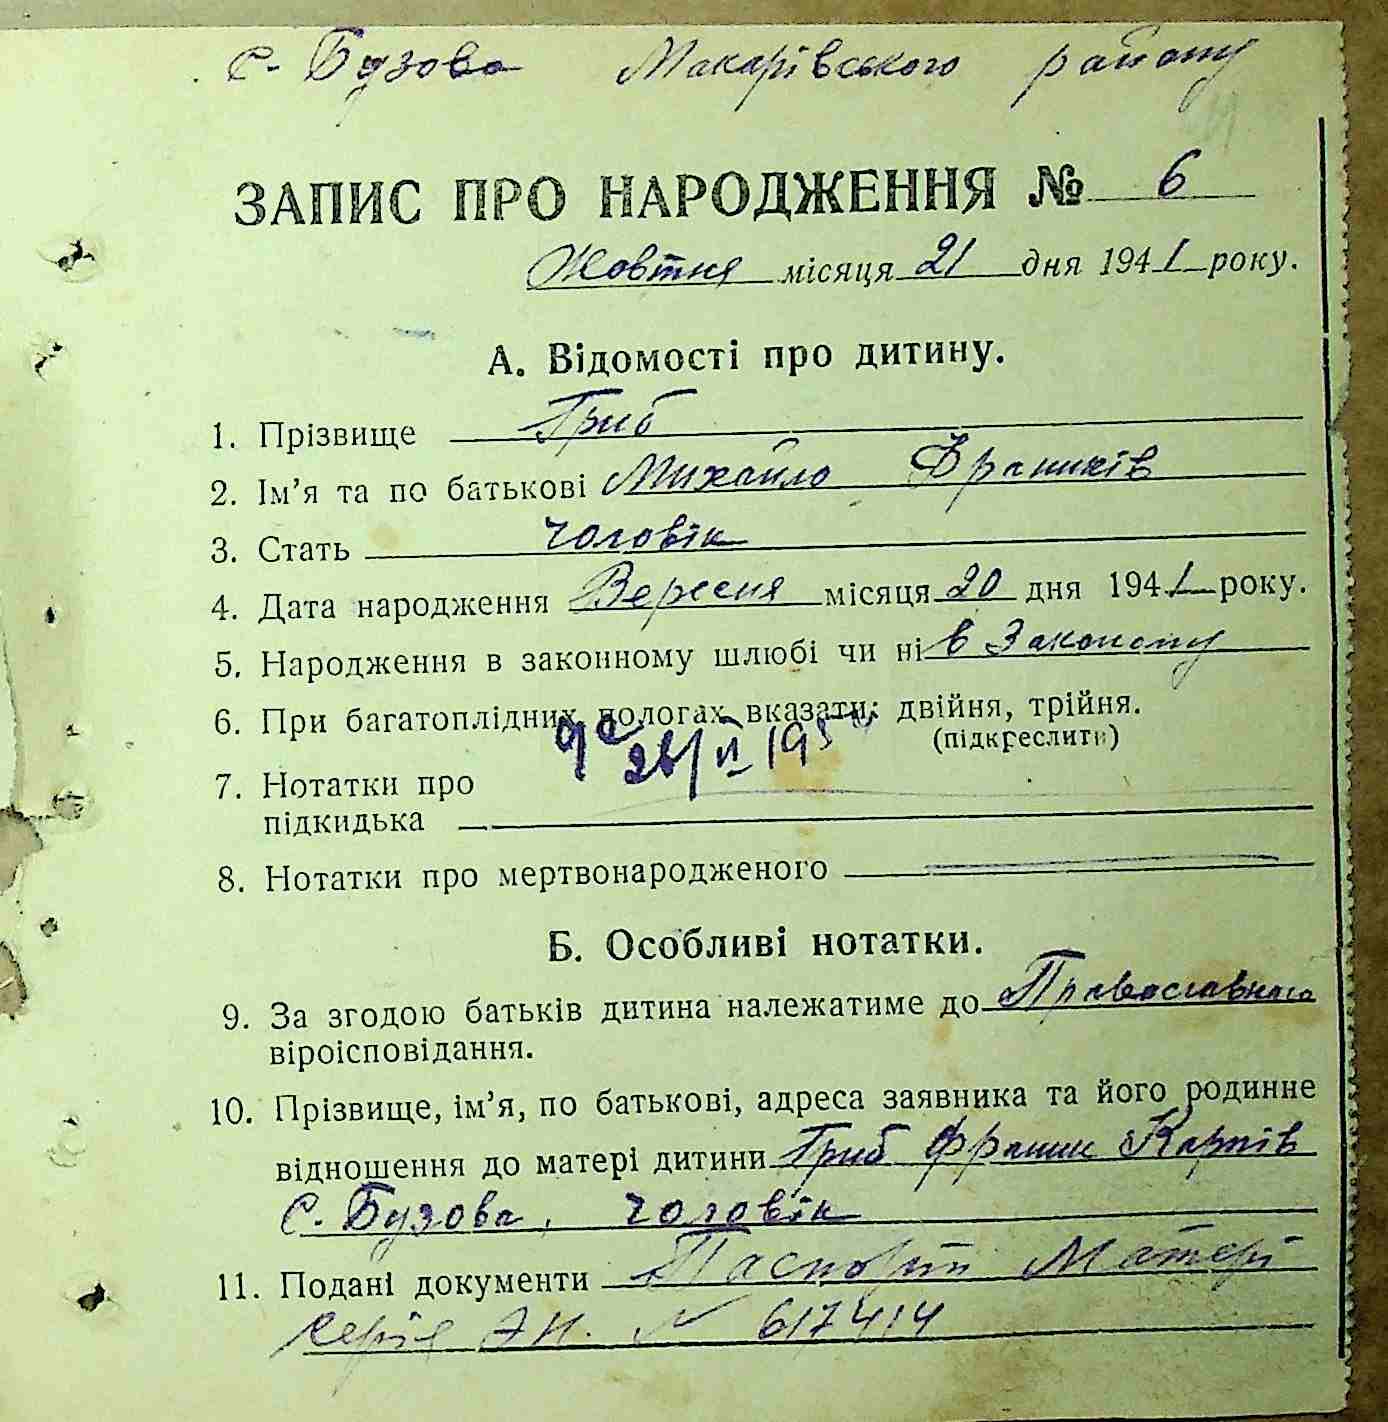 с. Бузова Макарівського району
ЗАПИС ПРО НАРОДЖЕННЯ № 6
Жовтня місяця 21 дня 1941 року.
А. Відомості про дитину.
1. Прізвище Гриб
2. Ім'я та по батькові Михайло Франків
3. Стать чоловік
4. Дата народження Вересня місяця 20 дня 1941 року.
5. Народження в законному шлюбі чи ні в Законому
6. При багатоплідних пологах вказати: двійня, трійня.
(підкреслити)
7. Нотатки про
підкидька
8. Нотатки про мертвонародженого
Б. Особливі нотатки.
9. За згодою батьків дитина належатиме до Православного
віроісповідання.
10. Прізвище, ім'я, по батькові, адреса заявника та його родинне
відношення до матері дитини Гриб Франк Карпів
С. Бузова, чоловік
11. Подані документи Паспорт Матері
серія АН. № 617414